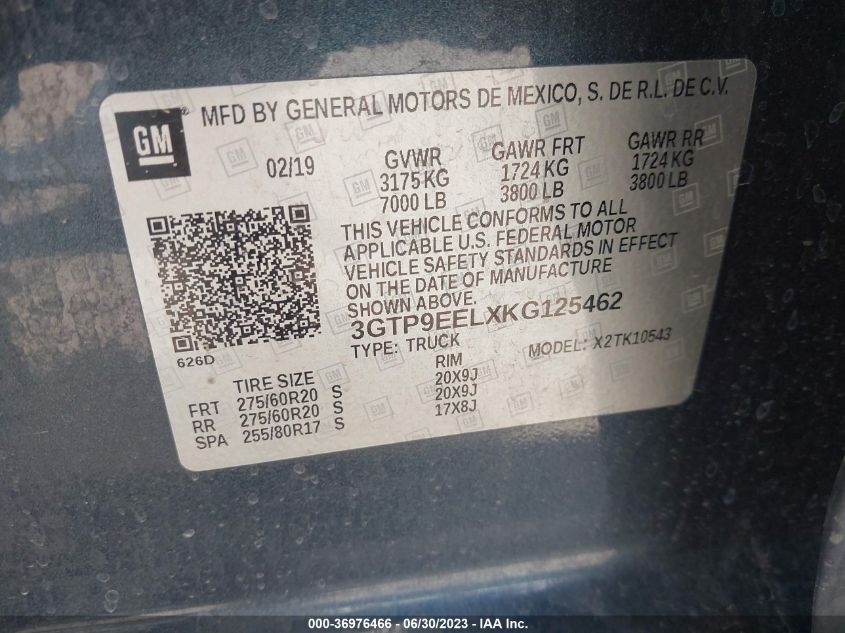 GM
MFD BY GENERAL MOTORS DE MEXICO, S. DE R.L. DE C.V.
02/19
GVWR GAWR FRT GAWR RR
3175 KG 1724 KG 1724 KG
7000 LB 3800 LB 3800 LB
THIS VEHICLE CONFORMS TO ALL
APPLICABLE U.S. FEDERAL MOTOR
VEHICLE SAFETY STANDARDS IN EFFECT
ON THE DATE OF MANUFACTURE
SHOWN ABOVE.
3GTP9EELXKG125462
626D
TYPE: TRUCK MODEL: X2TK10543
TIRE SIZE RIM
FRT 275/60R20 S 20X9J
RR 275/60R20 S 20X9J
SPA 255/80R17 S 17X8J
000-36976466 - 06/30/2023 - IAA Inc.